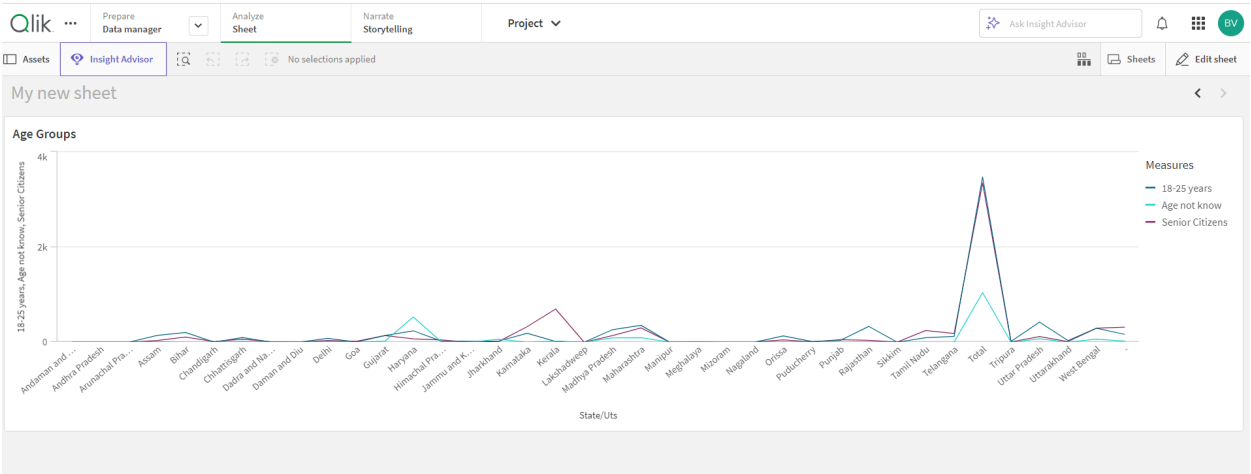 Qlik
Prepare
Data manager
Analyze
Sheet
Narrate
Storytelling
Project
Ask Insight Advisor
BV
Assets
Insight Advisor
No selections applied
Sheets
Edit sheet
My new sheet
Age Groups
18-25 years, Age not know, Senior Citizens
4k
2k
0
Andaman and ...
Andhra Pradesh
Arunachal Pra...
Assam
Bihar
Chandigarh
Chhattisgarh
Dadra and Na...
Daman and Diu
Delhi
Goa
Gujarat
Haryana
Himachal Pra...
Jammu and K...
Jharkhand
Karnataka
Kerala
Lakshadweep
Madhya Pradesh
Maharashtra
Manipur
Meghalaya
Mizoram
Nagaland
Orissa
Puducherry
Punjab
Rajasthan
Sikkim
Tamil Nadu
Telangana
Total
Tripura
Uttar Pradesh
Uttarakhand
West Bengal
-
State/Uts
Measures
18-25 years
Age not know
Senior Citizens